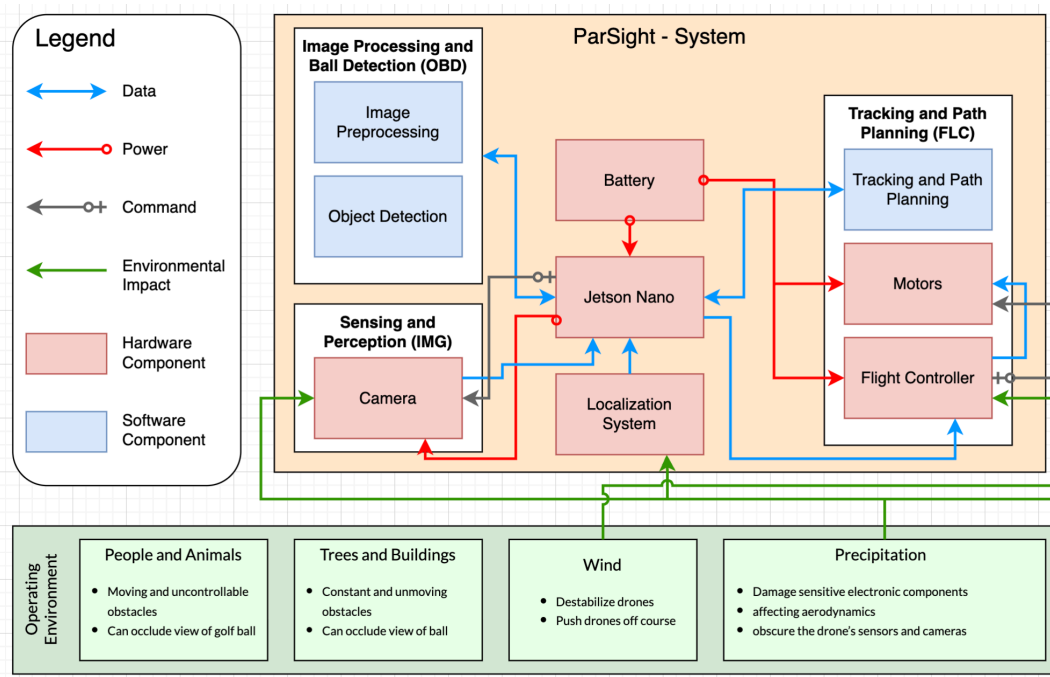 Legend
Data
Power
Command
Environmental
Impact
Hardware
Component
Software
Component
ParSight - System
Image Processing and
Ball Detection (OBD)
Image
Preprocessing
Object Detection
Sensing and
Perception (IMG)
Camera
Battery
Jetson Nano
Localization
System
Tracking and Path
Planning (FLC)
Tracking and Path
Planning
Motors
Flight Controller
Operating
Environment
People and Animals
• Moving and uncontrollable
obstacles
• Can occlude view of golf ball
Trees and Buildings
• Constant and unmoving
obstacles
• Can occlude view of ball
Wind
• Destabilize drones
• Push drones off course
Precipitation
• Damage sensitive electronic components
• affecting aerodynamics
• obscure the drone's sensors and cameras